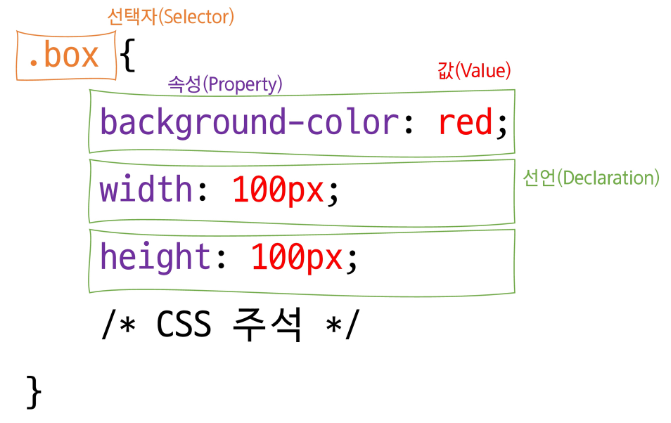 선택자(Selector)
.box {
속성(Property)
값(Value)
background-color: red;
width: 100px;
선언(Declaration)
height: 100px;
/* CSS 주석 */
}